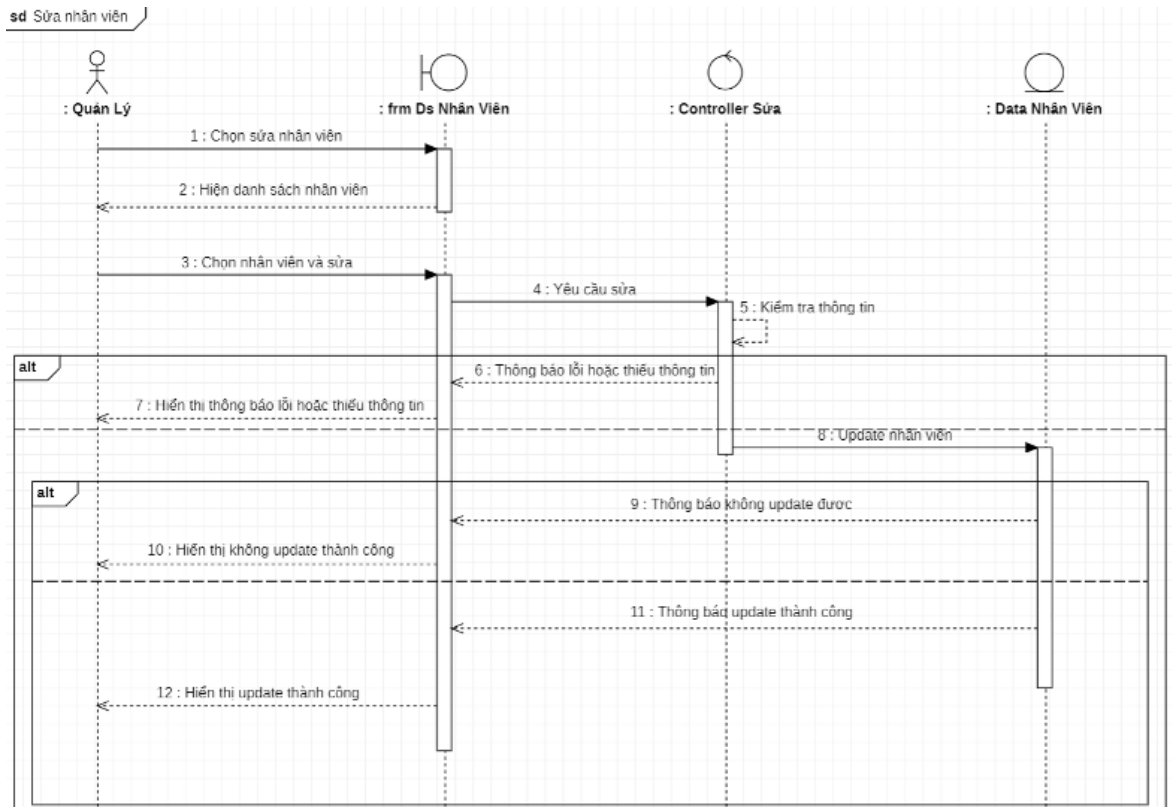 sd Sửa nhân viên
: Quản Lý
: frm Ds Nhân Viên
: Controller Sửa
: Data Nhân Viên
1 : Chọn sửa nhân viên
2 : Hiện danh sách nhân viên
3 : Chọn nhân viên và sửa
4 : Yêu cầu sửa
5 : Kiểm tra thông tin
alt
6 : Thông báo lỗi hoặc thiếu thông tin
7 : Hiển thị thông báo lỗi hoặc thiếu thông tin
8 : Update nhân viên
alt
9 : Thông báo không update được
10 : Hiển thị không update thành công
11 : Thông báo update thành công
12 : Hiển thị update thành công